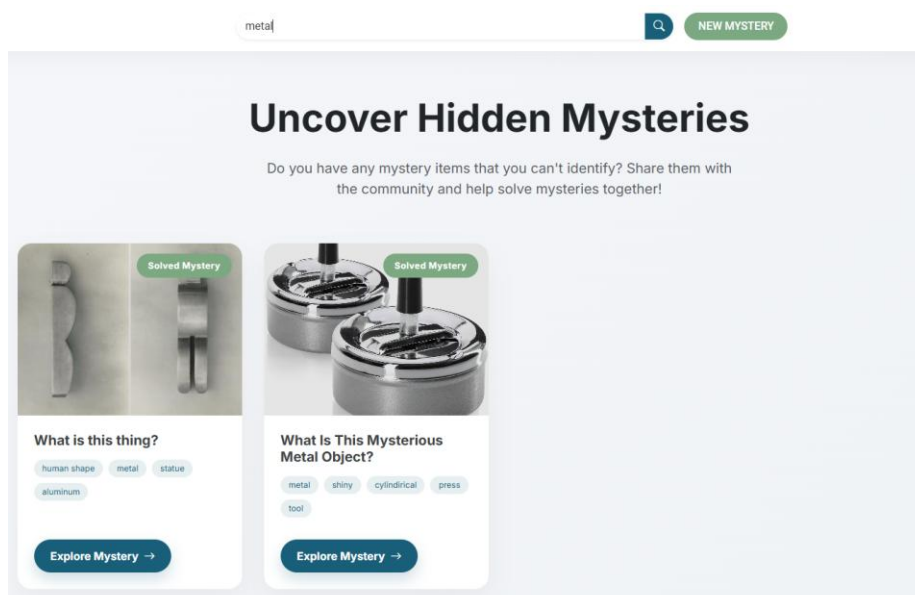 metal
NEW MYSTERY
Uncover Hidden Mysteries
Do you have any mystery items that you can't identify? Share them with
the community and help solve mysteries together!
Solved Mystery
What is this thing?
human shape metal statue
aluminum
Explore Mystery →
Solved Mystery
What Is This Mysterious
Metal Object?
metal shiny cylindirical press
tool
Explore Mystery →